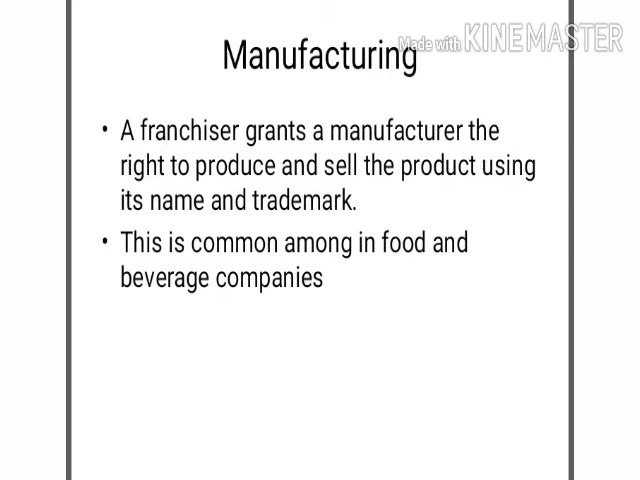 Made with KINEMASTER
Manufacturing
• A franchiser grants a manufacturer the
right to produce and sell the product using
its name and trademark.
• This is common among in food and
beverage companies